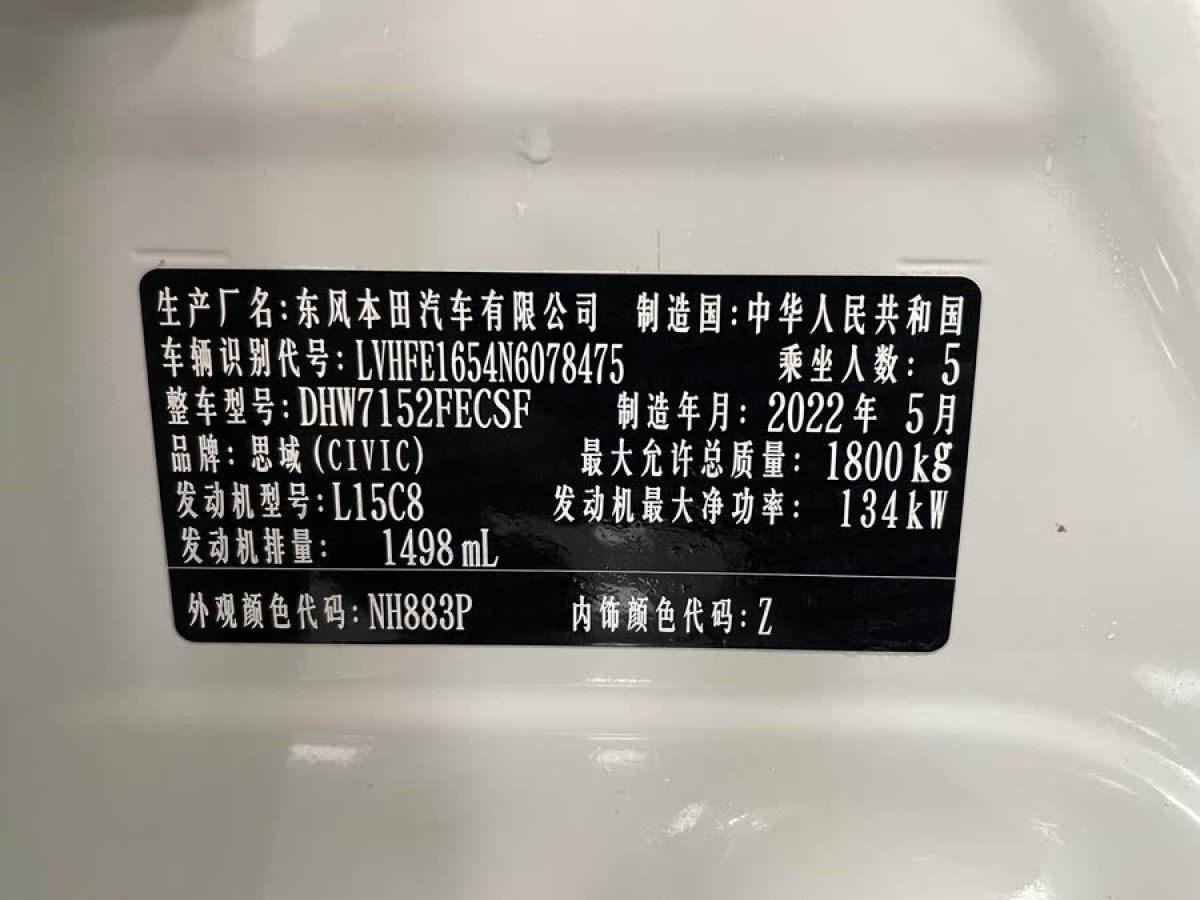 生产厂名:东风本田汽车有限公司 制造国:中华人民共和国
车辆识别代号:LVHFE1654N6078475 乘坐人数:5
整车型号:DHW7152FECSF 制造年月:2022年 5月
品牌:思域(CIVIC) 最大允许总质量:1800kg
发动机型号:L15C8 发动机最大净功率:134kW
发动机排量: 1498mL
外观颜色代码:NH883P 内饰颜色代码:Z